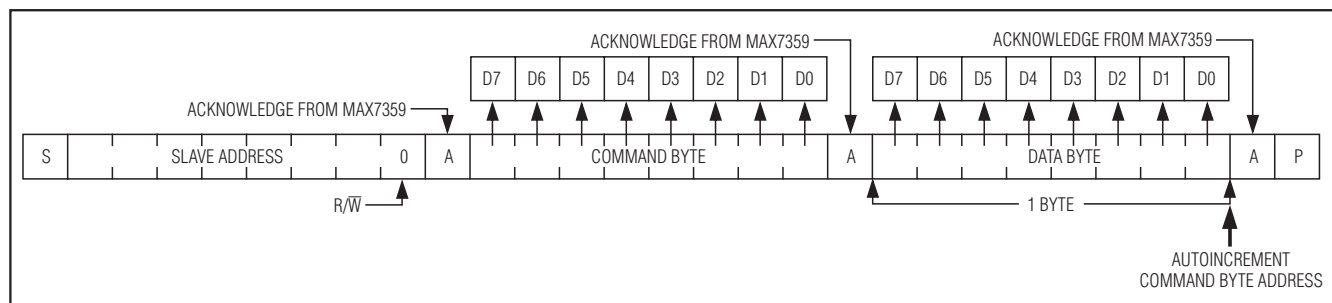 ACKNOWLEDGE FROM MAX7359 ACKNOWLEDGE FROM MAX7359
D7 D6 D5 D4 D3 D2 D1 D0 D7 D6 D5 D4 D3 D2 D1 D0
ACKNOWLEDGE FROM MAX7359
S SLAVE ADDRESS 0 A COMMAND BYTE A DATA BYTE A P
R/W̅ 1 BYTE
AUTOINCREMENT
COMMAND BYTE ADDRESS